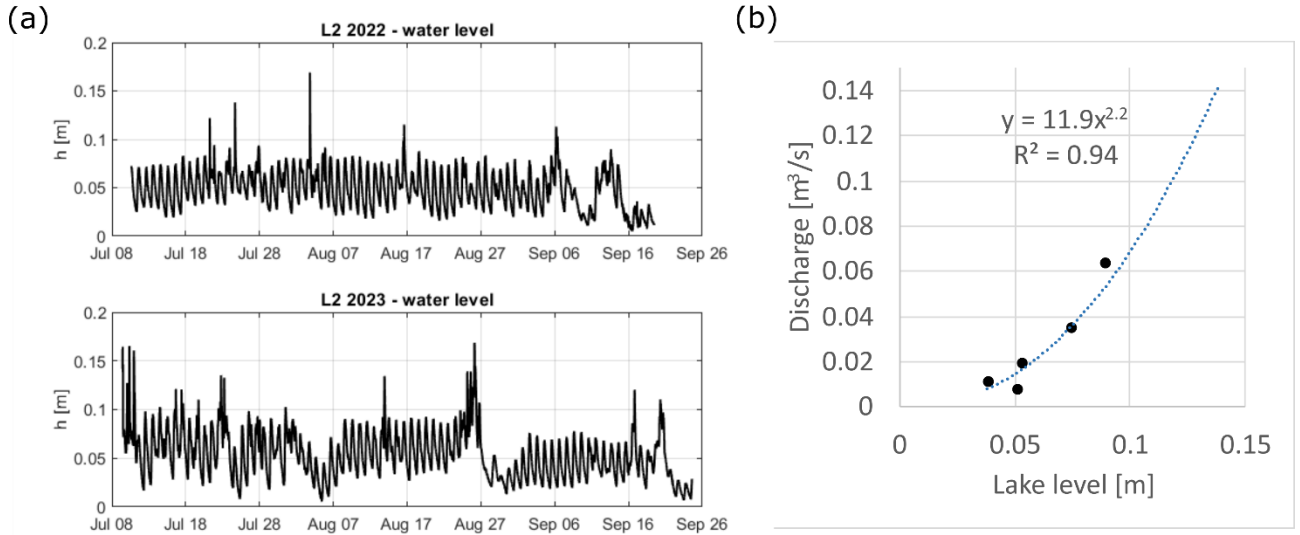 (a)
L2 2022 - water level
0.2
0.15
0.1
0.05
0
h [m]
Jul 08 Jul 18 Jul 28 Aug 07 Aug 17 Aug 27 Sep 06 Sep 16 Sep 26
L2 2023 - water level
0.2
0.15
0.1
0.05
0
h [m]
Jul 08 Jul 18 Jul 28 Aug 07 Aug 17 Aug 27 Sep 06 Sep 16 Sep 26
(b)
0.14
0.12
0.1
0.08
0.06
0.04
0.02
0
Discharge [m³/s]
y = 11.9x²·²
R² = 0.94
0 0.05 0.1 0.15
Lake level [m]